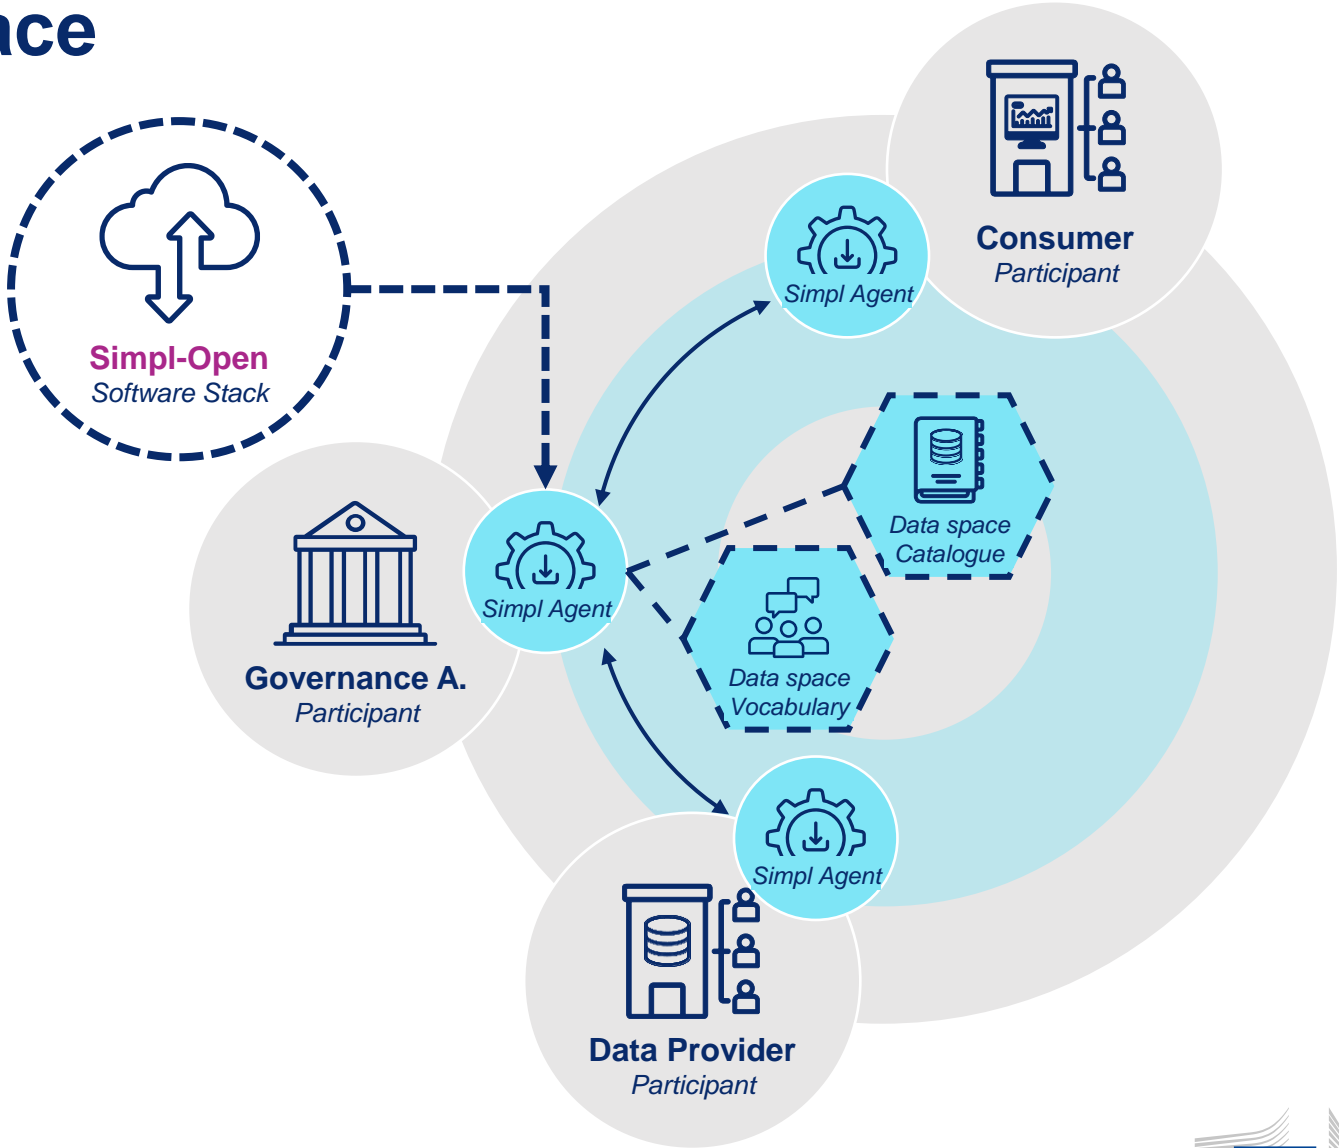 ace
Consumer
Participant
Simpl Agent
Simpl-Open
Software Stack
Data space
Catalogue
Simpl Agent
Governance A.
Participant
Data space
Vocabulary
Simpl Agent
Data Provider
Participant